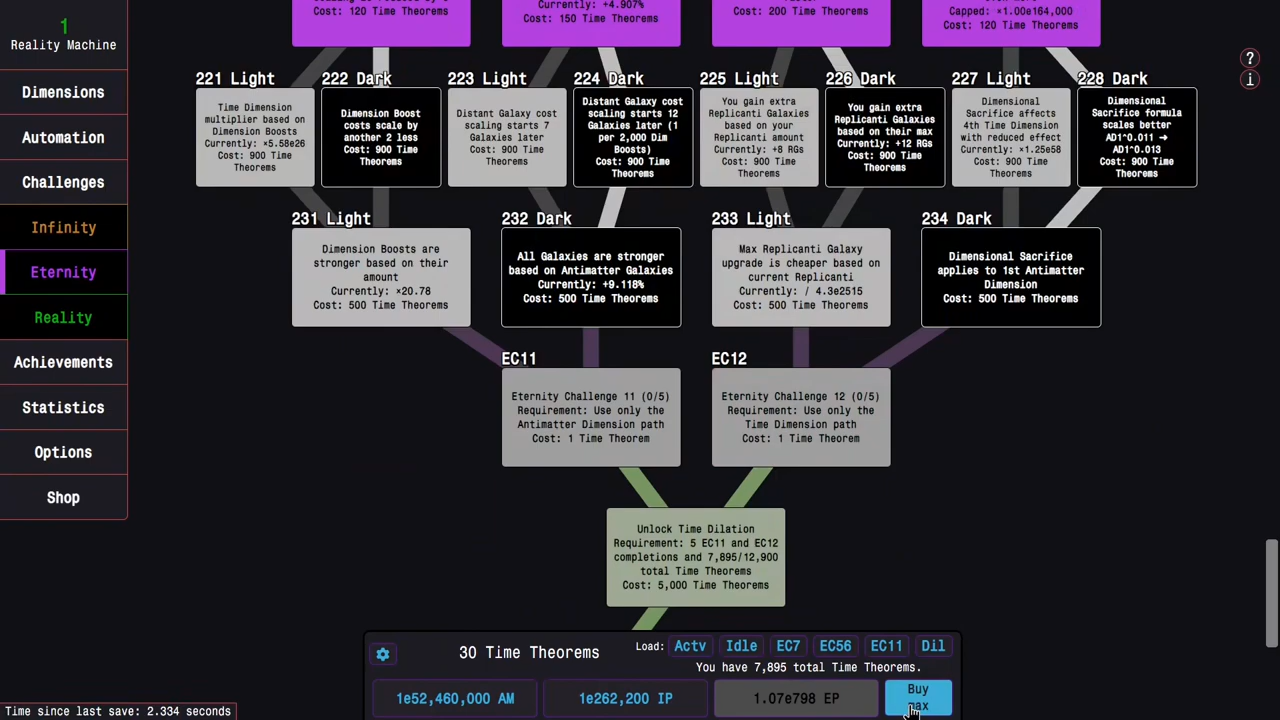 1
Reality Machine
Dimensions
Automation
Challenges
Infinity
Eternity
Reality
Achievements
Statistics
Options
Shop
Time since last save: 2.334 seconds
Cost: 120 Time Theorems
Currently: +4.907%
Cost: 150 Time Theorems
Cost: 200 Time Theorems
Capped: ×1.00e164,000
Cost: 120 Time Theorems
?
i
221 Light
Time Dimension
multiplier based on
Dimension Boosts
Currently: ×5.58e26
Cost: 900 Time
Theorems
222 Dark
Dimension Boost
costs scale by
another 2 less
Cost: 900 Time
Theorems
223 Light
Distant Galaxy cost
scaling starts 7
Galaxies later
Cost: 900 Time
Theorems
224 Dark
Distant Galaxy cost
scaling starts 12
Galaxies later (1
per 2,000 Dim
Boosts)
Cost: 900 Time
Theorems
225 Light
You gain extra
Replicanti Galaxies
based on your
Replicanti amount
Currently: +8 RGs
Cost: 900 Time
Theorems
226 Dark
You gain extra
Replicanti Galaxies
based on their max
Currently: +12 RGs
Cost: 900 Time
Theorems
227 Light
Dimensional
Sacrifice affects
4th Time Dimension
with reduced effect
Currently: ×1.25e58
Cost: 900 Time
Theorems
228 Dark
Dimensional
Sacrifice formula
scales better
AD1^0.011 →
AD1^0.013
Cost: 900 Time
Theorems
231 Light
Dimension Boosts are
stronger based on their
amount
Currently: ×20.78
Cost: 500 Time Theorems
232 Dark
All Galaxies are stronger
based on Antimatter Galaxies
Currently: +9.118%
Cost: 500 Time Theorems
233 Light
Max Replicanti Galaxy
upgrade is cheaper based on
current Replicanti
Currently: / 4.3e2515
Cost: 500 Time Theorems
234 Dark
Dimensional Sacrifice
applies to 1st Antimatter
Dimension
Cost: 500 Time Theorems
EC11
Eternity Challenge 11 (0/5)
Requirement: Use only the
Antimatter Dimension path
Cost: 1 Time Theorem
EC12
Eternity Challenge 12 (0/5)
Requirement: Use only the
Time Dimension path
Cost: 1 Time Theorem
Unlock Time Dilation
Requirement: 5 EC11 and EC12
completions and 7,895/12,900
total Time Theorems
Cost: 5,000 Time Theorems
30 Time Theorems
Load: Actv Idle EC7 EC56 EC11 Dil
You have 7,895 total Time Theorems.
1e52,460,000 AM
1e262,200 IP
1.07e798 EP
Buy
max